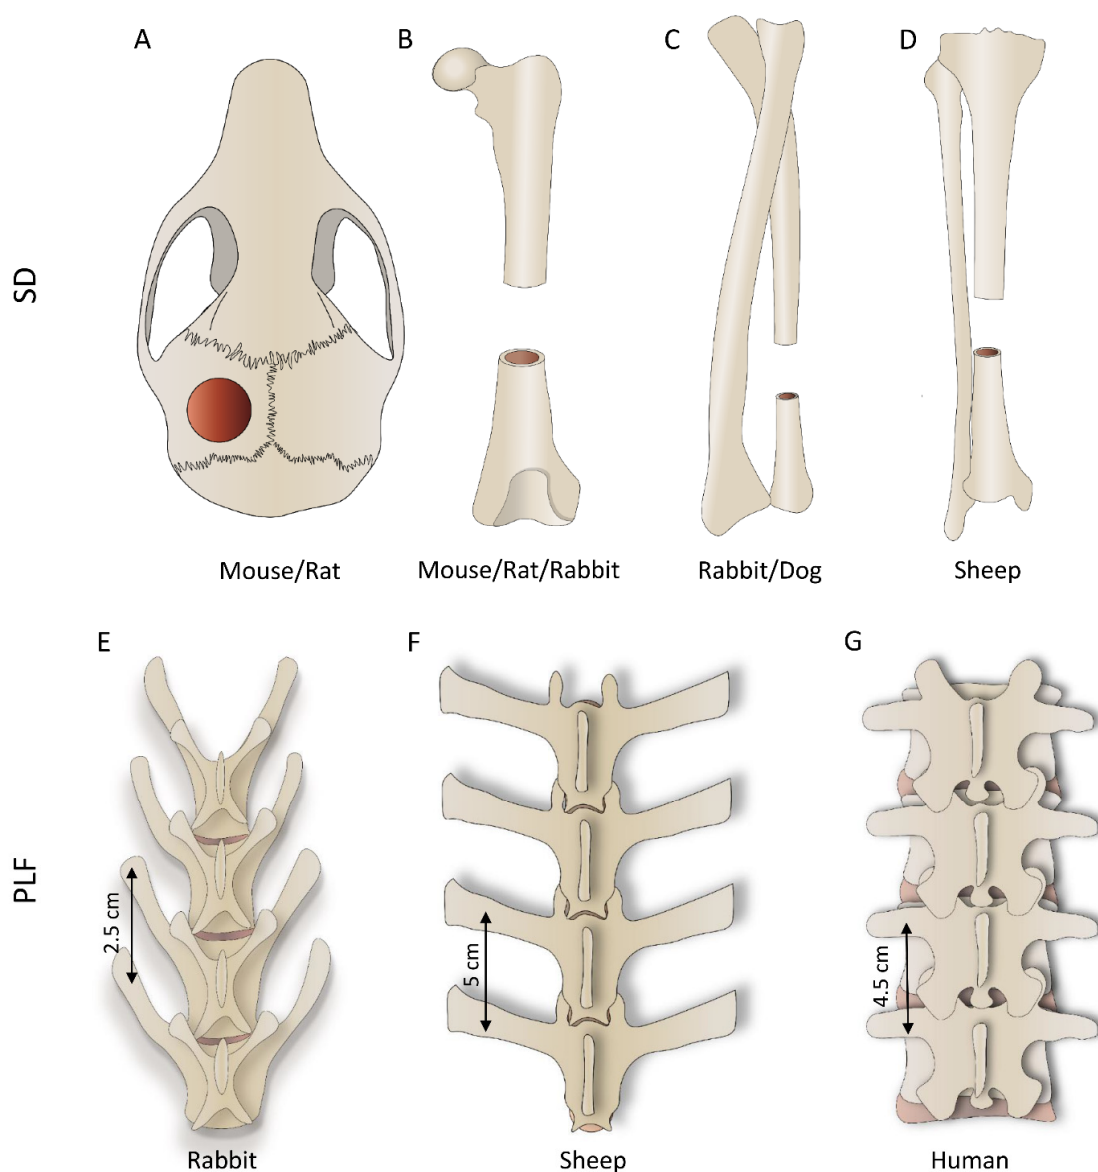 A
B
C
D
SD
Mouse/Rat
Mouse/Rat/Rabbit
Rabbit/Dog
Sheep
E
F
G
PLF
2.5 cm
5 cm
4.5 cm
Rabbit
Sheep
Human